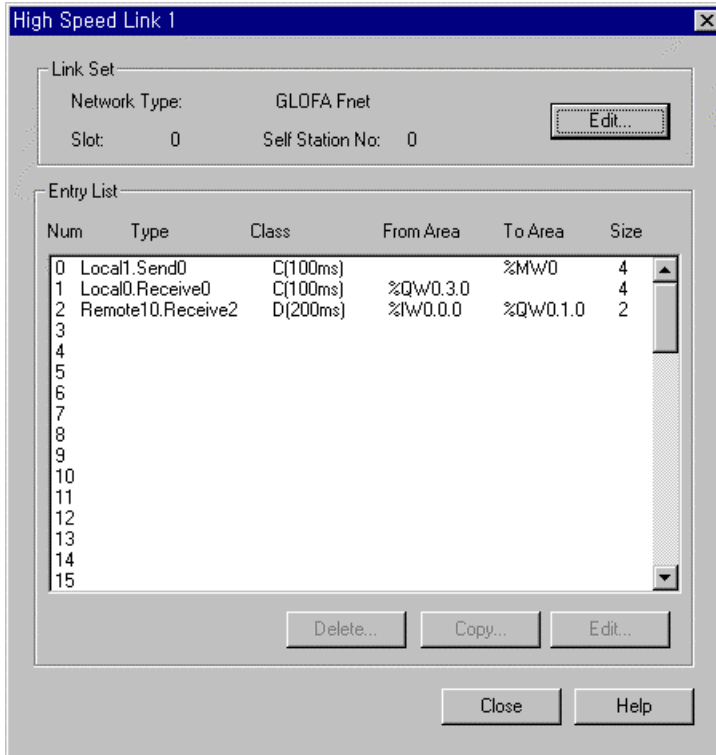 High Speed Link 1
Link Set
Network Type: GLOFA Fnet
Edit...
Slot: 0 Self Station No: 0
Entry List
Num Type Class From Area To Area Size
0 Local1.Send0 C(100ms) %MW0 4
1 Local0.Receive0 C(100ms) %QW0.3.0 4
2 Remote10.Receive2 D(200ms) %IW0.0.0 %QW0.1.0 2
3
4
5
6
7
8
9
10
11
12
13
14
15
Delete... Copy... Edit...
Close Help